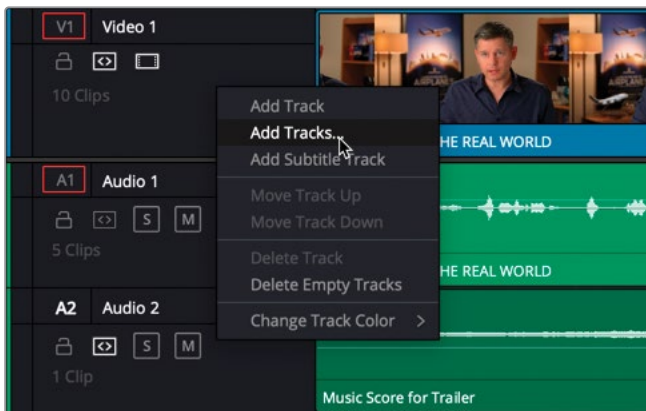 V1 Video 1
10 Clips
Add Track
Add Tracks...
Add Subtitle Track
Move Track Up
Move Track Down
Delete Track
Delete Empty Tracks
Change Track Color >
HE REAL WORLD
A1 Audio 1
S M
5 Clips
HE REAL WORLD
A2 Audio 2
S M
1 Clip
Music Score for Trailer